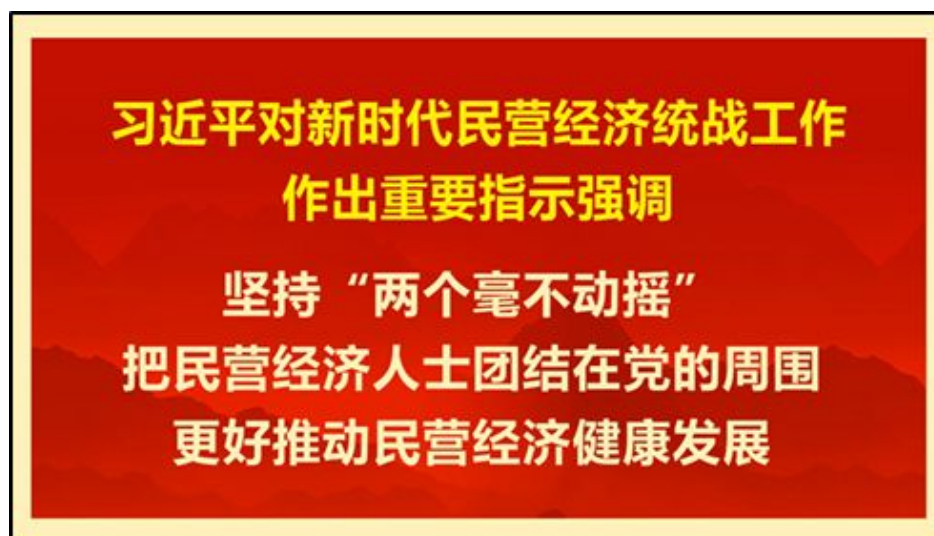 习近平对新时代民营经济统战工作
作出重要指示强调
坚持“两个毫不动摇”
把民营经济人士团结在党的周围
更好推动民营经济健康发展